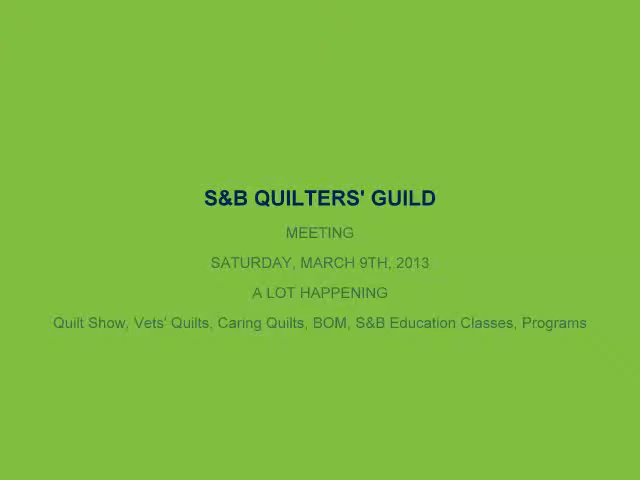 S&B QUILTERS' GUILD
MEETING
SATURDAY, MARCH 9TH, 2013
A LOT HAPPENING
Quilt Show, Vets' Quilts, Caring Quilts, BOM, S&B Education Classes, Programs